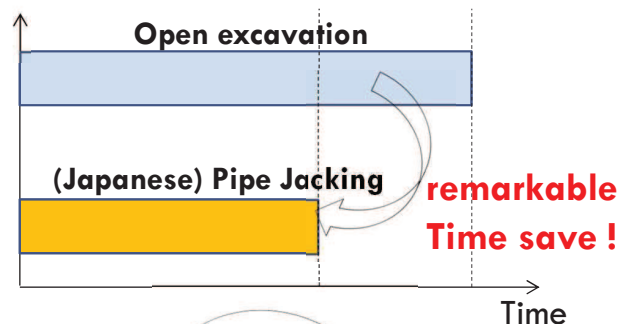 Open excavation
(Japanese) Pipe Jacking
remarkable
Time save !
Time